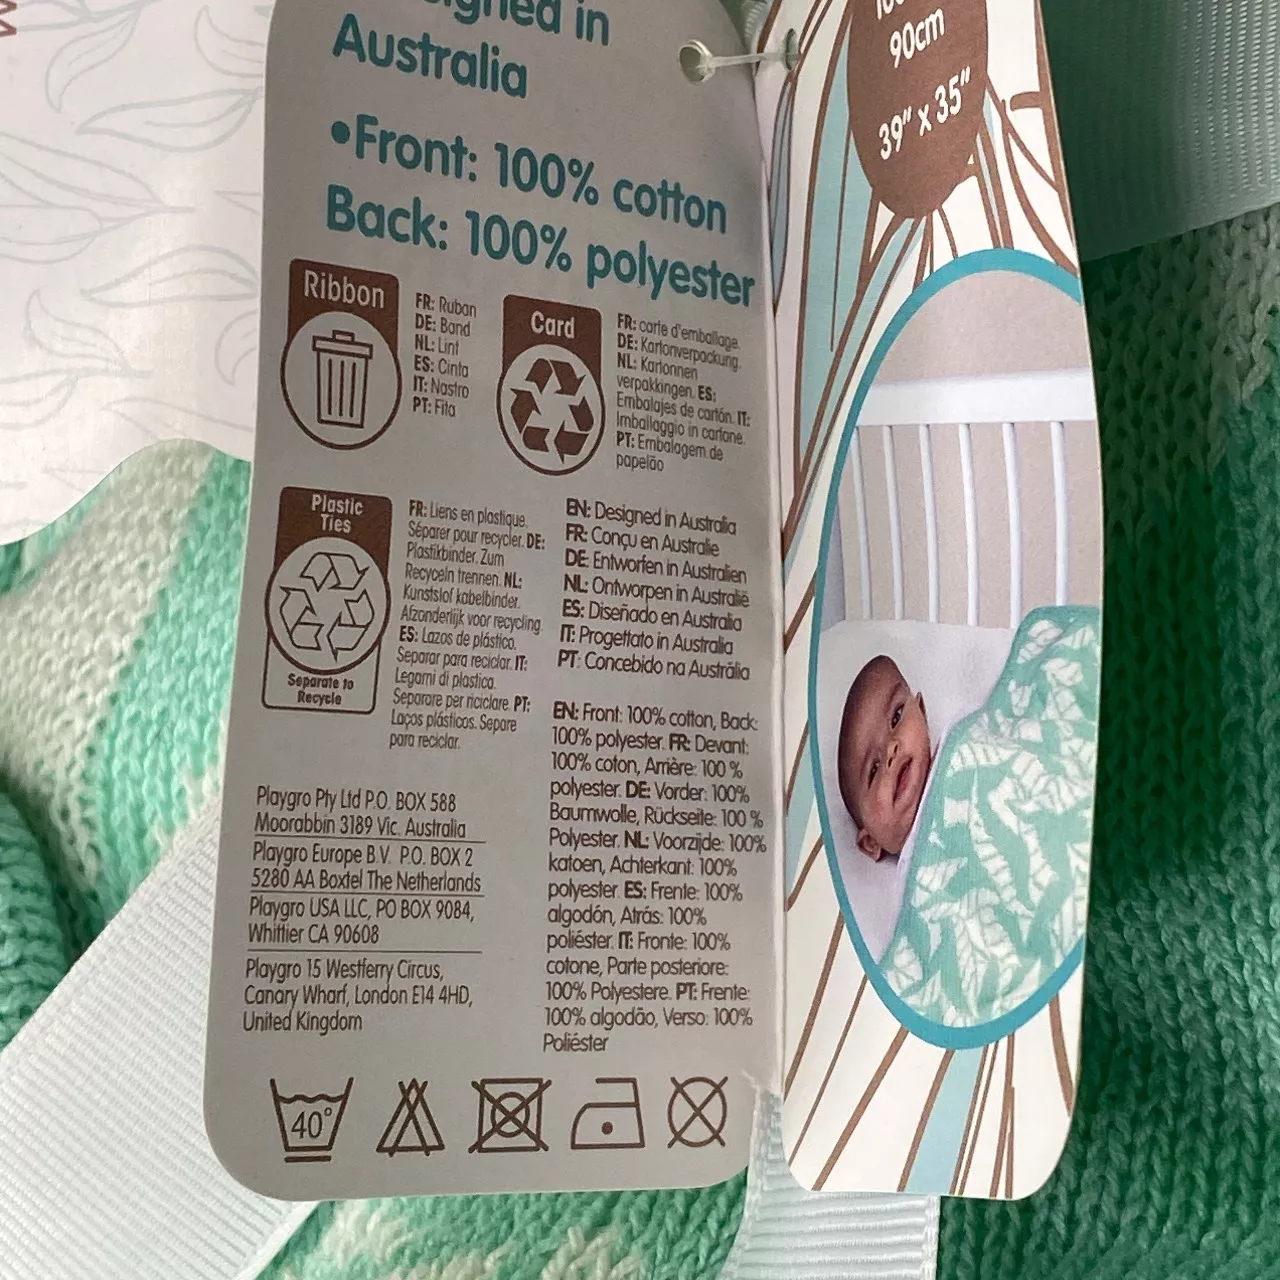 Designed in
Australia
•Front: 100% cotton
Back: 100% polyester
Ribbon
FR: Ruban
DE: Band
NL: Lint
ES: Cinta
IT: Nastro
PT: Fita
Card
FR: carte d'emballage.
DE: Kartonverpackung.
NL: Kartonnen
verpakkingen. ES:
Embalajes de cartón. IT:
Imballaggio in cartone.
PT: Embalagem de
papelão
Plastic
Ties
Separate to
Recycle
FR: Liens en plastique.
Séparer pour recycler. DE:
Plastikbinder. Zum
Recyceln trennen. NL:
Kunststof kabelbinder.
Afzonderlijk voor recycling.
ES: Lazos de plástico.
Separar para reciclar. IT:
Legami di plastica.
Separare per riciclare. PT:
Laços plásticos. Separe
para reciclar.
EN: Designed in Australia
FR: Conçu en Australie
DE: Entworfen in Australien
NL: Ontworpen in Australië
ES: Diseñado en Australia
IT: Progettato in Australia
PT: Concebido na Austrália
EN: Front: 100% cotton, Back:
100% polyester. FR: Devant:
100% coton, Arrière: 100 %
polyester. DE: Vorder: 100%
Baumwolle, Rückseite: 100 %
Polyester. NL: Voorzijde: 100%
katoen, Achterkant: 100%
polyester. ES: Frente: 100%
algodón, Atrás: 100%
poliéster. IT: Fronte: 100%
cotone, Parte posteriore:
100% Polyestere. PT: Frente:
100% algodão, Verso: 100%
Poliéster
Playgro Pty Ltd P.O. BOX 588
Moorabbin 3189 Vic. Australia
Playgro Europe B.V. P.O. BOX 2
5280 AA Boxtel The Netherlands
Playgro USA LLC, PO BOX 9084,
Whittier CA 90608
Playgro 15 Westferry Circus,
Canary Wharf, London E14 4HD,
United Kingdom
40°
90cm
39" x 35"